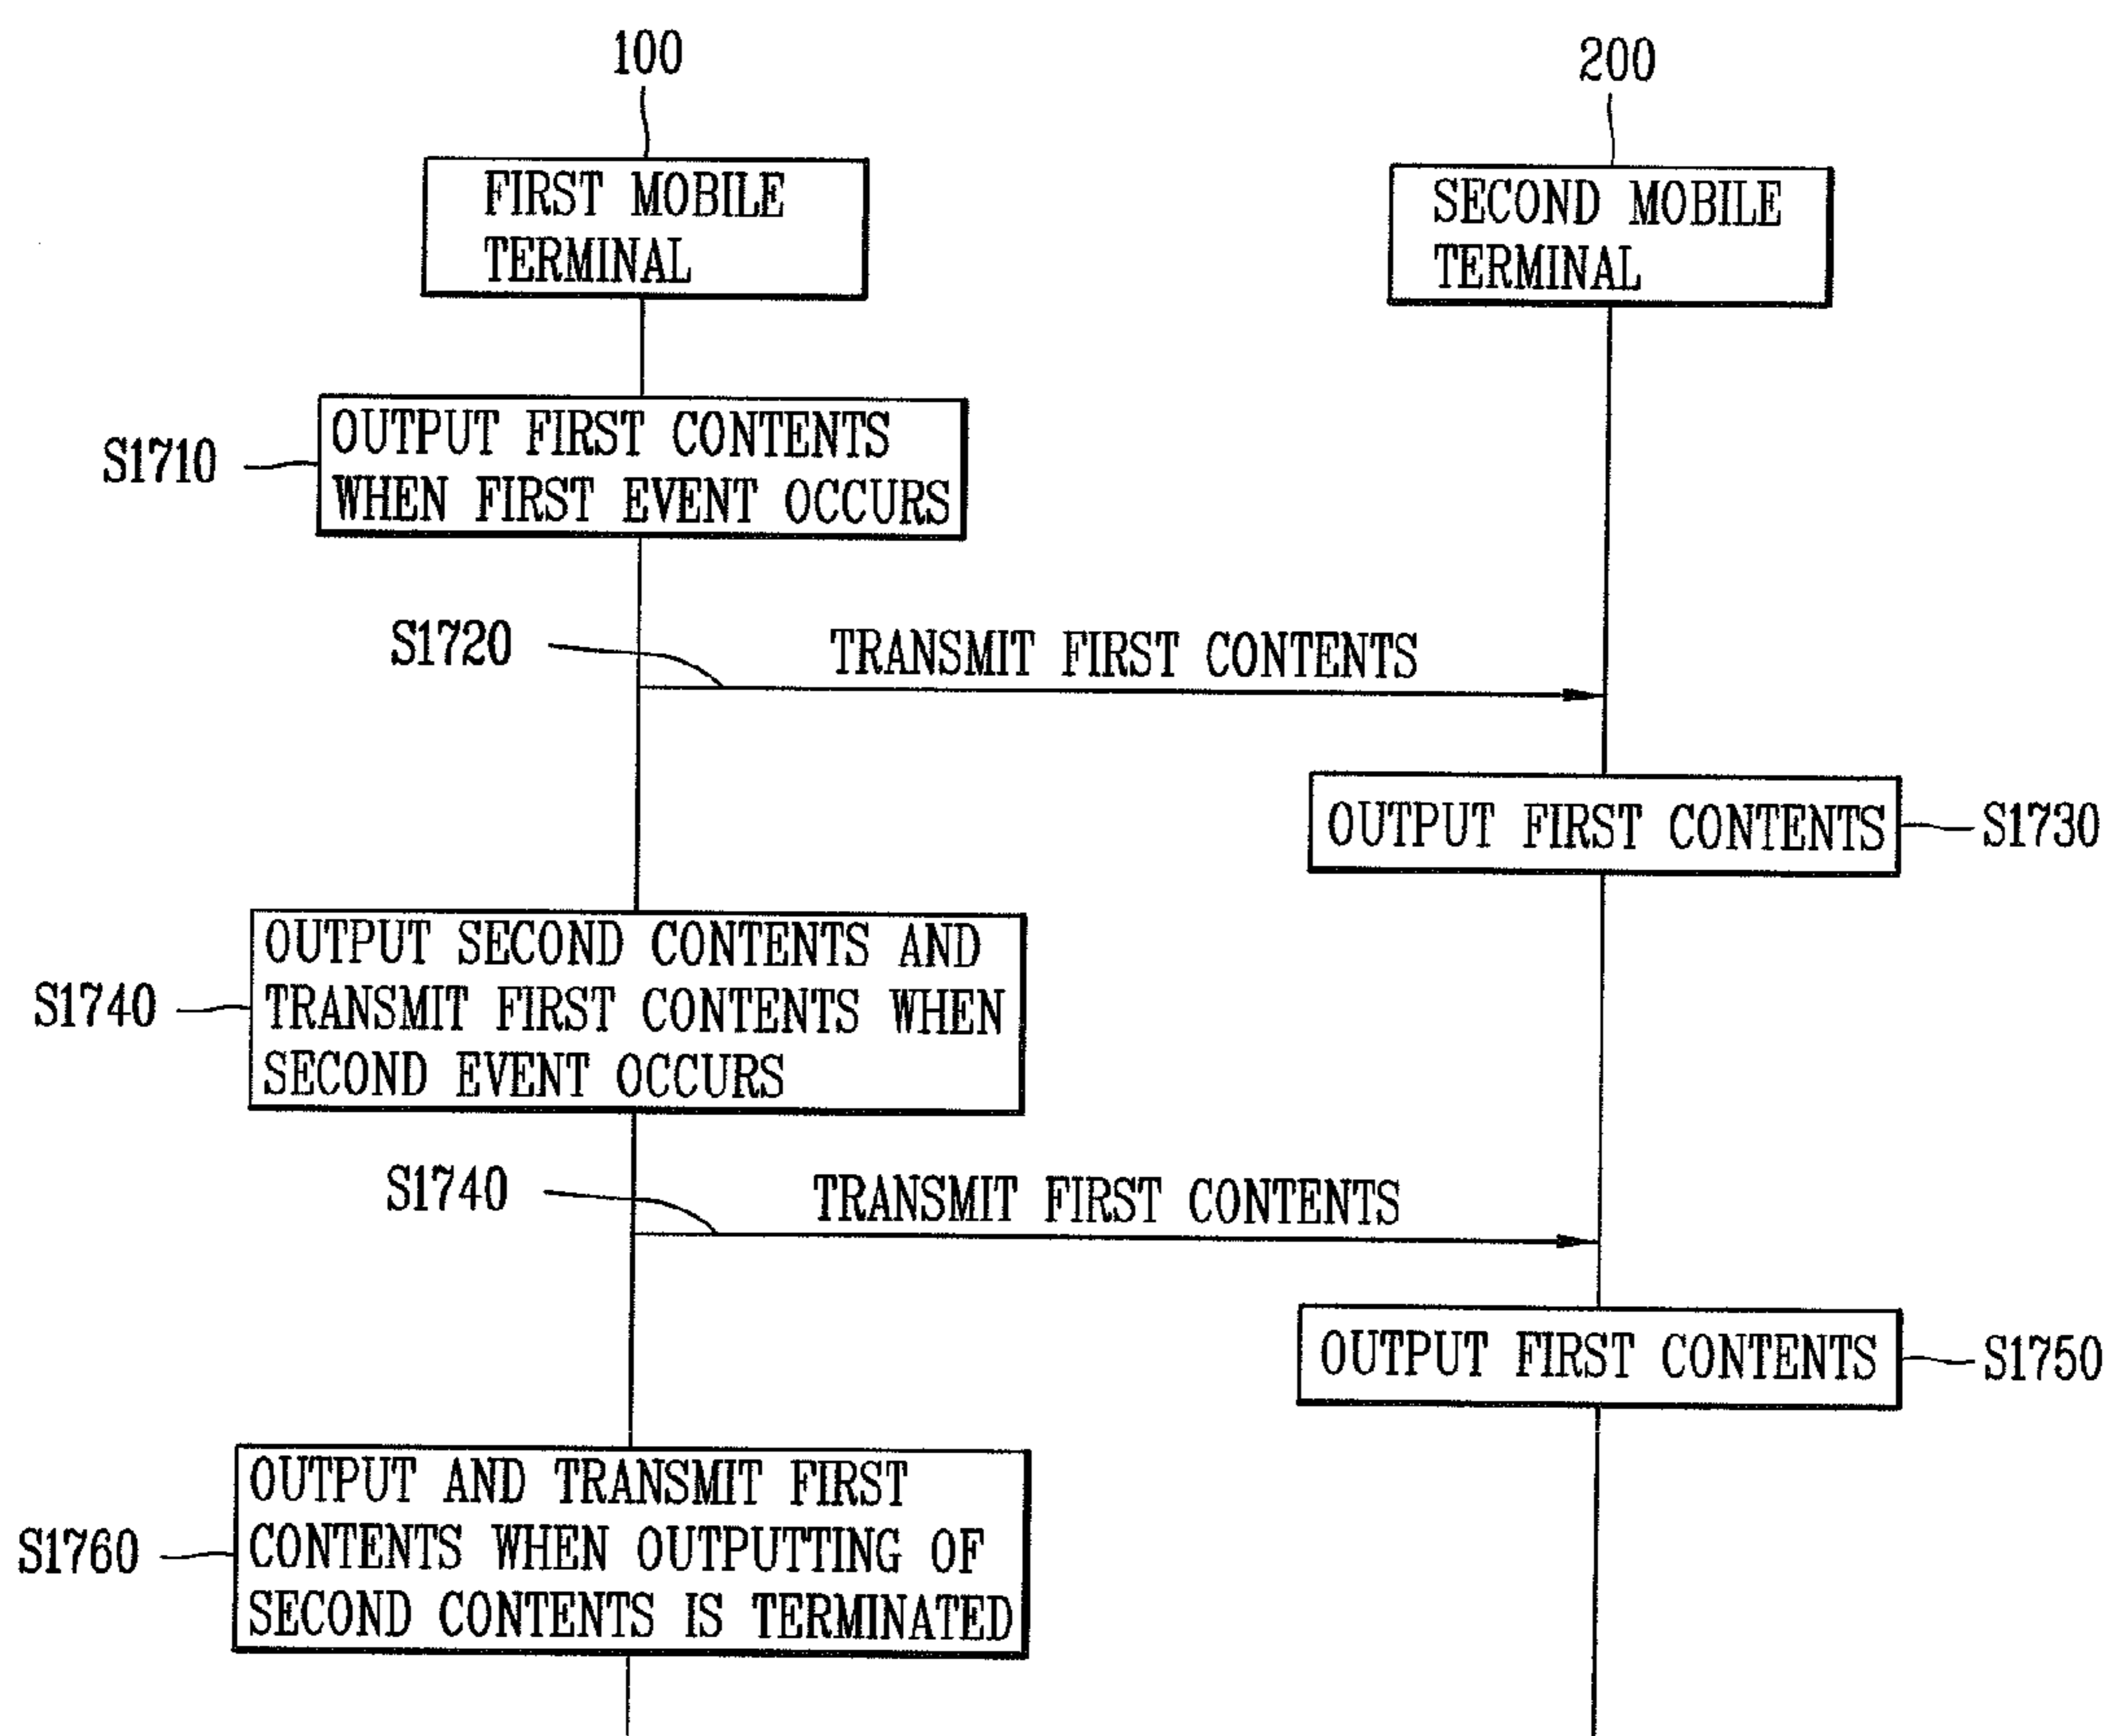 100
200
FIRST MOBILE
TERMINAL
SECOND MOBILE
TERMINAL
S1710
OUTPUT FIRST CONTENTS
WHEN FIRST EVENT OCCURS
S1720
TRANSMIT FIRST CONTENTS
OUTPUT FIRST CONTENTS
S1730
S1740
OUTPUT SECOND CONTENTS AND
TRANSMIT FIRST CONTENTS WHEN
SECOND EVENT OCCURS
S1740
TRANSMIT FIRST CONTENTS
OUTPUT FIRST CONTENTS
S1750
S1760
OUTPUT AND TRANSMIT FIRST
CONTENTS WHEN OUTPUTTING OF
SECOND CONTENTS IS TERMINATED